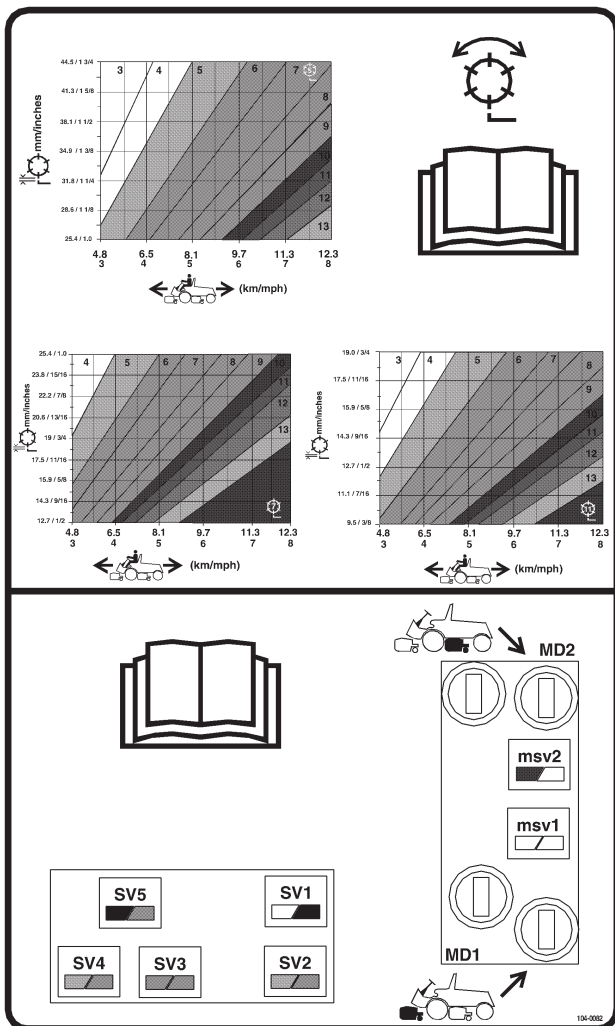 44.5 / 1 3/4
41.3 / 1 5/8
38.1 / 1 1/2
34.9 / 1 3/8
31.8 / 1 1/4
28.6 / 1 1/8
25.4 / 1.0
mm/inches
3 4 5 6 7 5
8
9
10
11
12
13
4.8 6.5 8.1 9.7 11.3 12.3
3 4 5 6 7 8
(km/mph)
25.4 / 1.0
23.8 / 15/16
22.2 / 7/8
20.6 / 13/16
19 / 3/4
17.5 / 11/16
15.9 / 5/8
14.3 / 9/16
12.7 / 1/2
mm/inches
4 5 6 7 8 9 10
11
12
13
7
4.8 6.5 8.1 9.7 11.3 12.3
3 4 5 6 7 8
(km/mph)
19.0 / 3/4
17.5 / 11/16
15.9 / 5/8
14.3 / 9/16
12.7 / 1/2
11.1 / 7/16
9.5 / 3/8
mm/inches
3 4 5 6 7 8
9
10
11
12
13
11
4.8 6.5 8.1 9.7 11.3 12.3
3 4 5 6 7 8
(km/mph)
MD2
msv2
msv1
MD1
SV5 SV1
SV4 SV3 SV2
104-0082